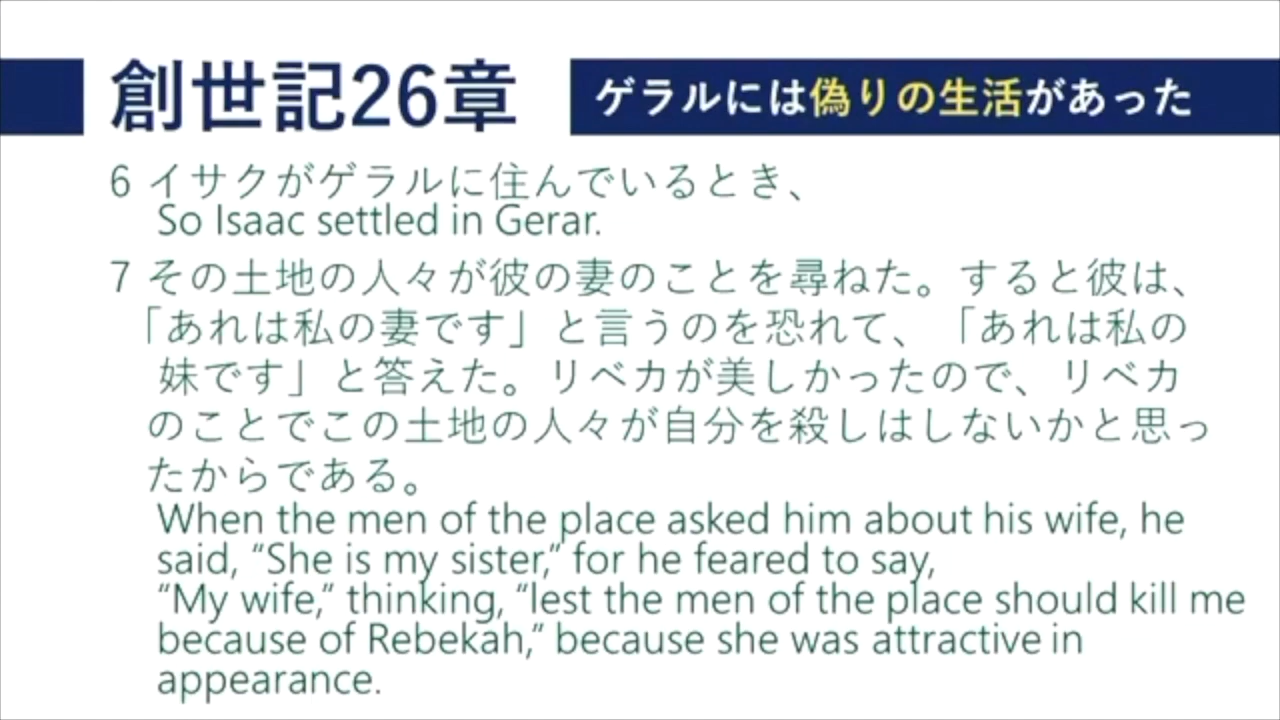 創世記26章
ゲラルには偽りの生活があった
6 イサクがゲラルに住んでいるとき、
So Isaac settled in Gerar.
7 その土地の人々が彼の妻のことを尋ねた。すると彼は、
「あれは私の妻です」と言うのを恐れて、「あれは私の
妹です」と答えた。リベカが美しかったので、リベカ
のことでこの土地の人々が自分を殺しはしないかと思っ
たからである。
When the men of the place asked him about his wife, he
said, “She is my sister,” for he feared to say,
“My wife,” thinking, “lest the men of the place should kill me
because of Rebekah,” because she was attractive in
appearance.